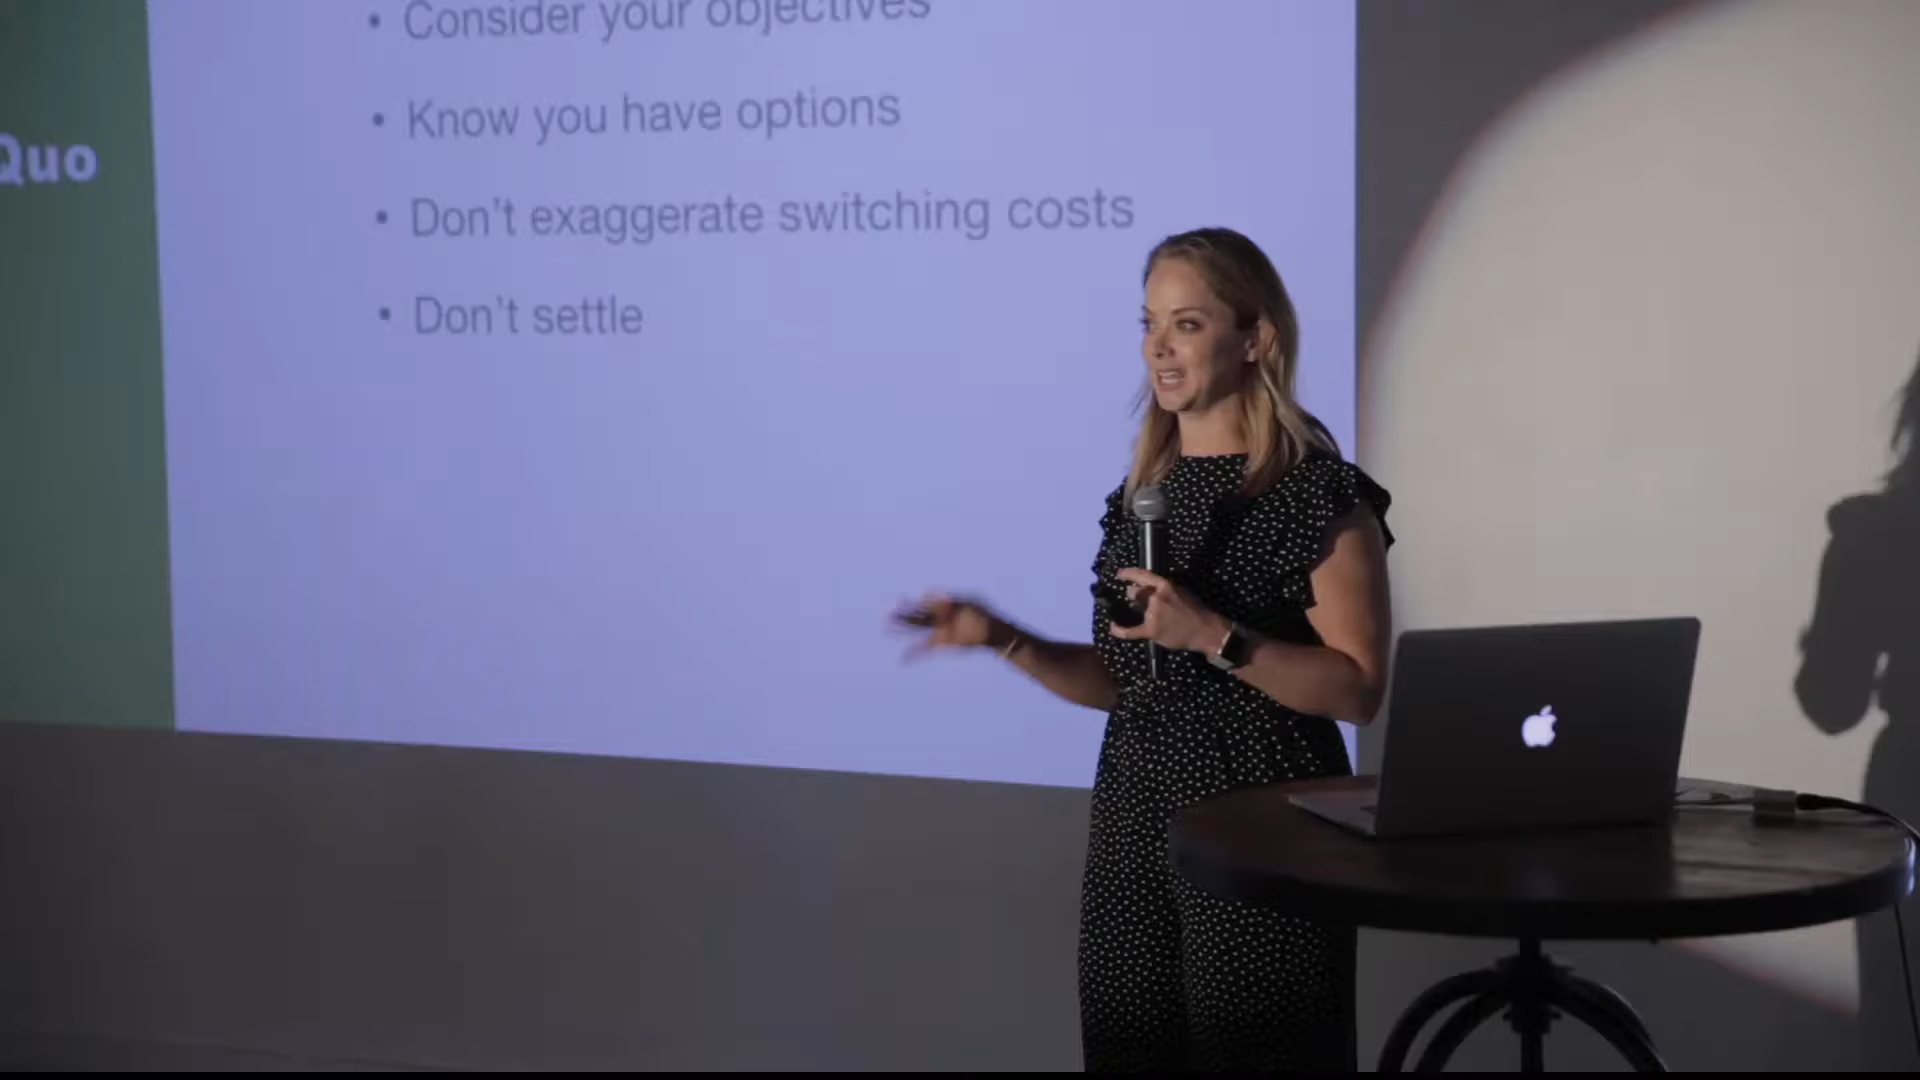 Quo
• Consider your objectives
• Know you have options
• Don't exaggerate switching costs
• Don't settle